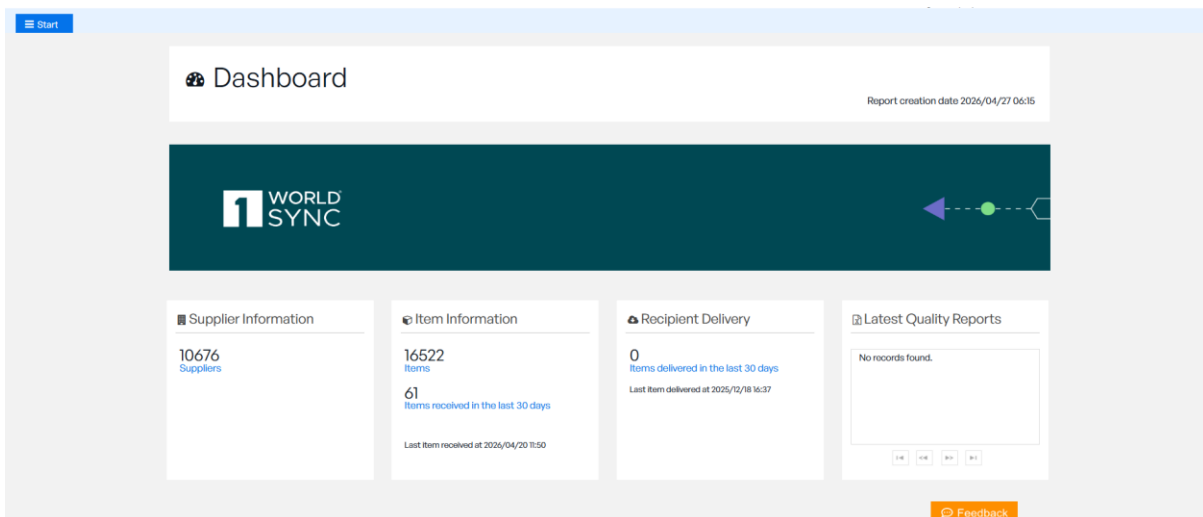 Start
Dashboard
Report creation date 2026/04/27 06:15
1 WORLD
SYNC
Supplier Information
10676
Suppliers
Item Information
16522
Items
61
Items received in the last 30 days
Last item received at 2026/04/20 11:50
Recipient Delivery
0
Items delivered in the last 30 days
Last item delivered at 2025/12/18 16:37
Latest Quality Reports
No records found.
Feedback